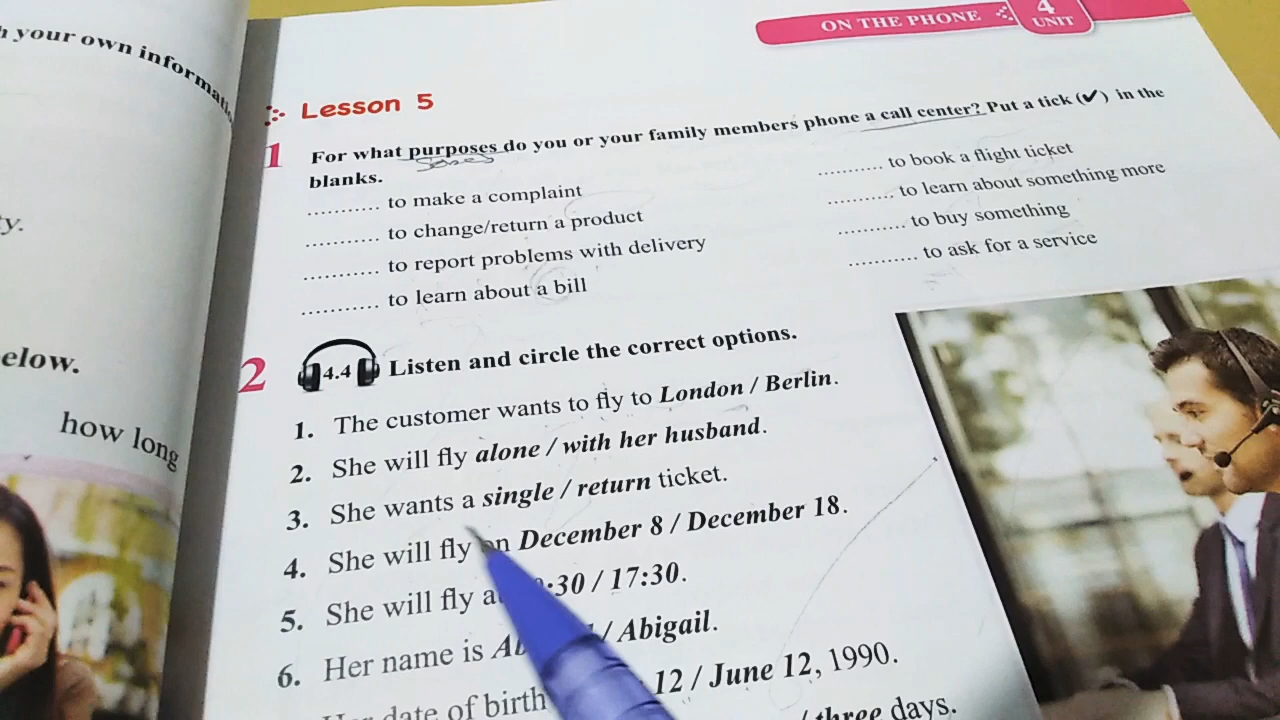 h your own informati
ty.
elow.
how long
ON THE PHONE
4
UNIT
Lesson 5
1 For what purposes do you or your family members phone a call center? Put a tick (✔) in the
blanks.
........... to make a complaint
........... to change/return a product
........... to report problems with delivery
........... to learn about a bill
........... to book a flight ticket
........... to learn about something more
........... to buy something
........... to ask for a service
2 4.4 Listen and circle the correct options.
1. The customer wants to fly to London / Berlin.
2. She will fly alone / with her husband.
3. She wants a single / return ticket.
4. She will fly on December 8 / December 18.
5. She will fly :30 / 17:30.
6. Her name is / Abigail.
date of birth 12 / June 12, 1990.
/ three days.